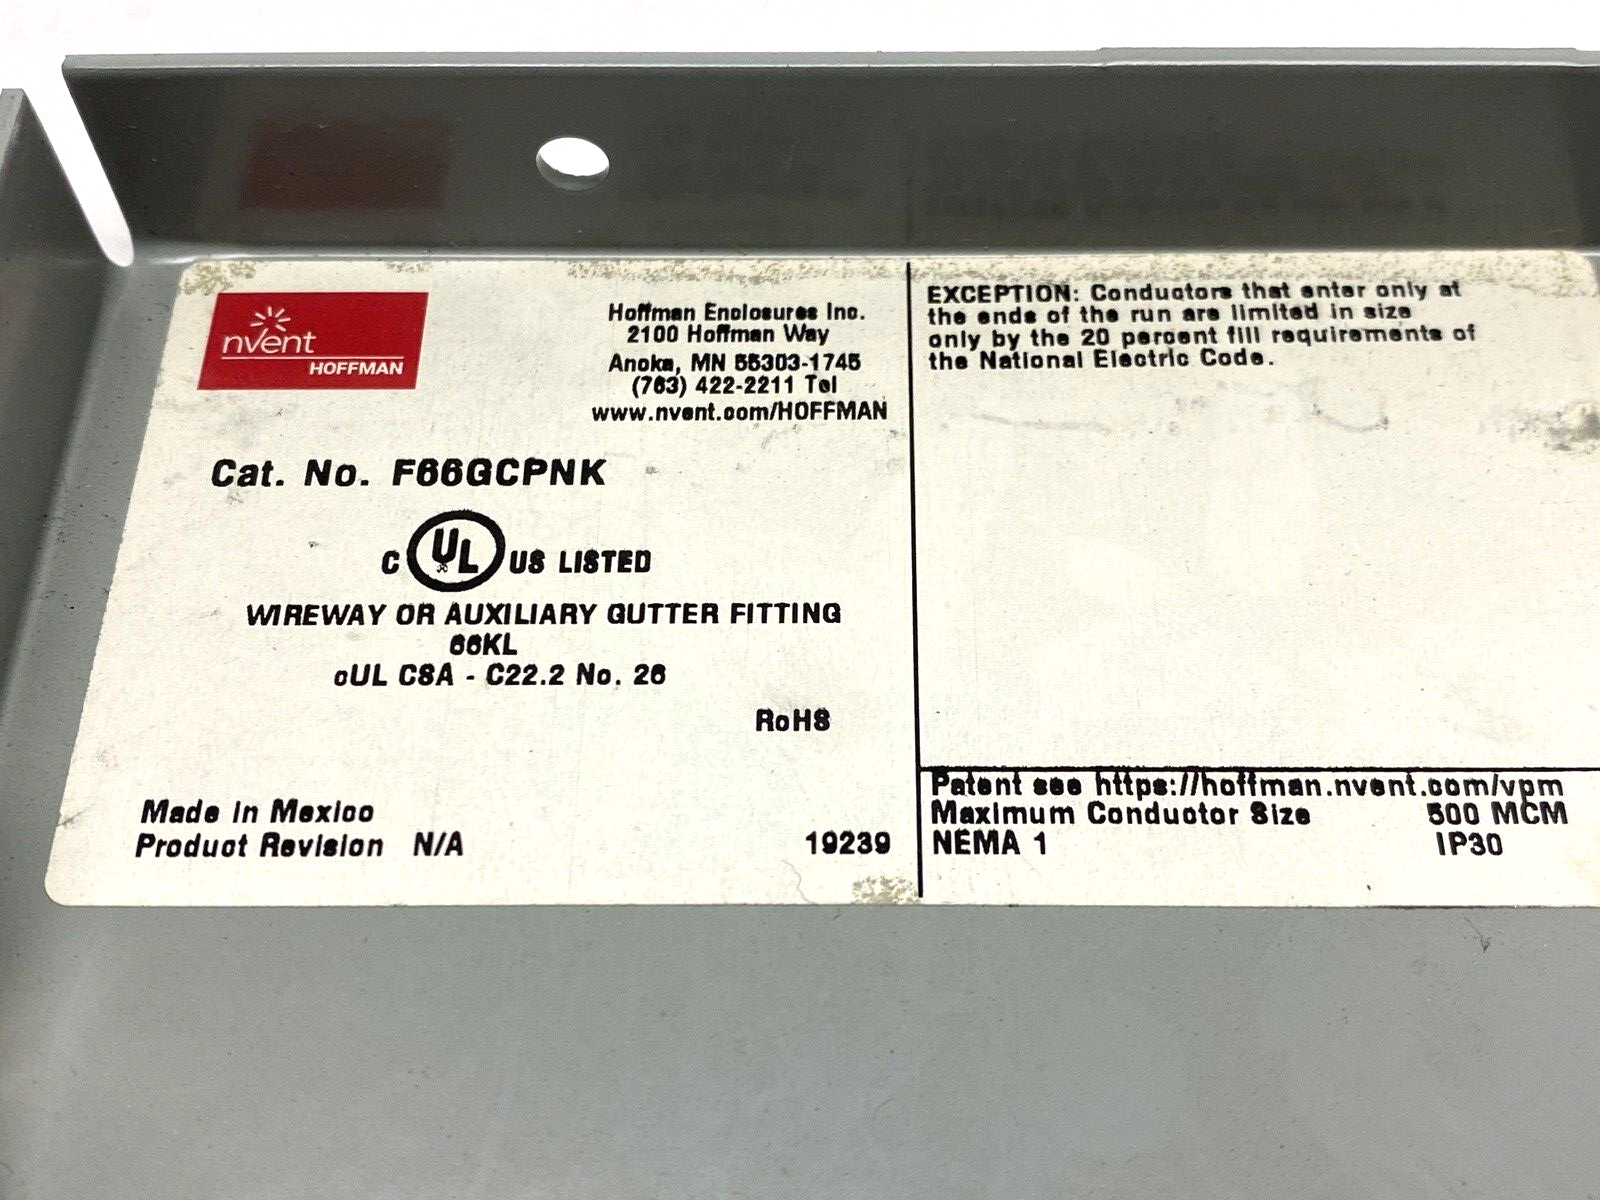 nVent
HOFFMAN
Hoffman Enclosures Inc.
2100 Hoffman Way
Anoka, MN 55303-1745
(763) 422-2211 Tel
www.nvent.com/HOFFMAN
Cat. No. F66GCPNK
C UL US LISTED
WIREWAY OR AUXILIARY GUTTER FITTING
66KL
cUL CSA - C22.2 No. 26
RoHS
Made in Mexico
Product Revision N/A
19239
EXCEPTION: Conductors that enter only at
the ends of the run are limited in size
only by the 20 percent fill requirements of
the National Electric Code.
Patent see https://hoffman.nvent.com/vpm
Maximum Conductor Size 500 MCM
NEMA 1 IP30